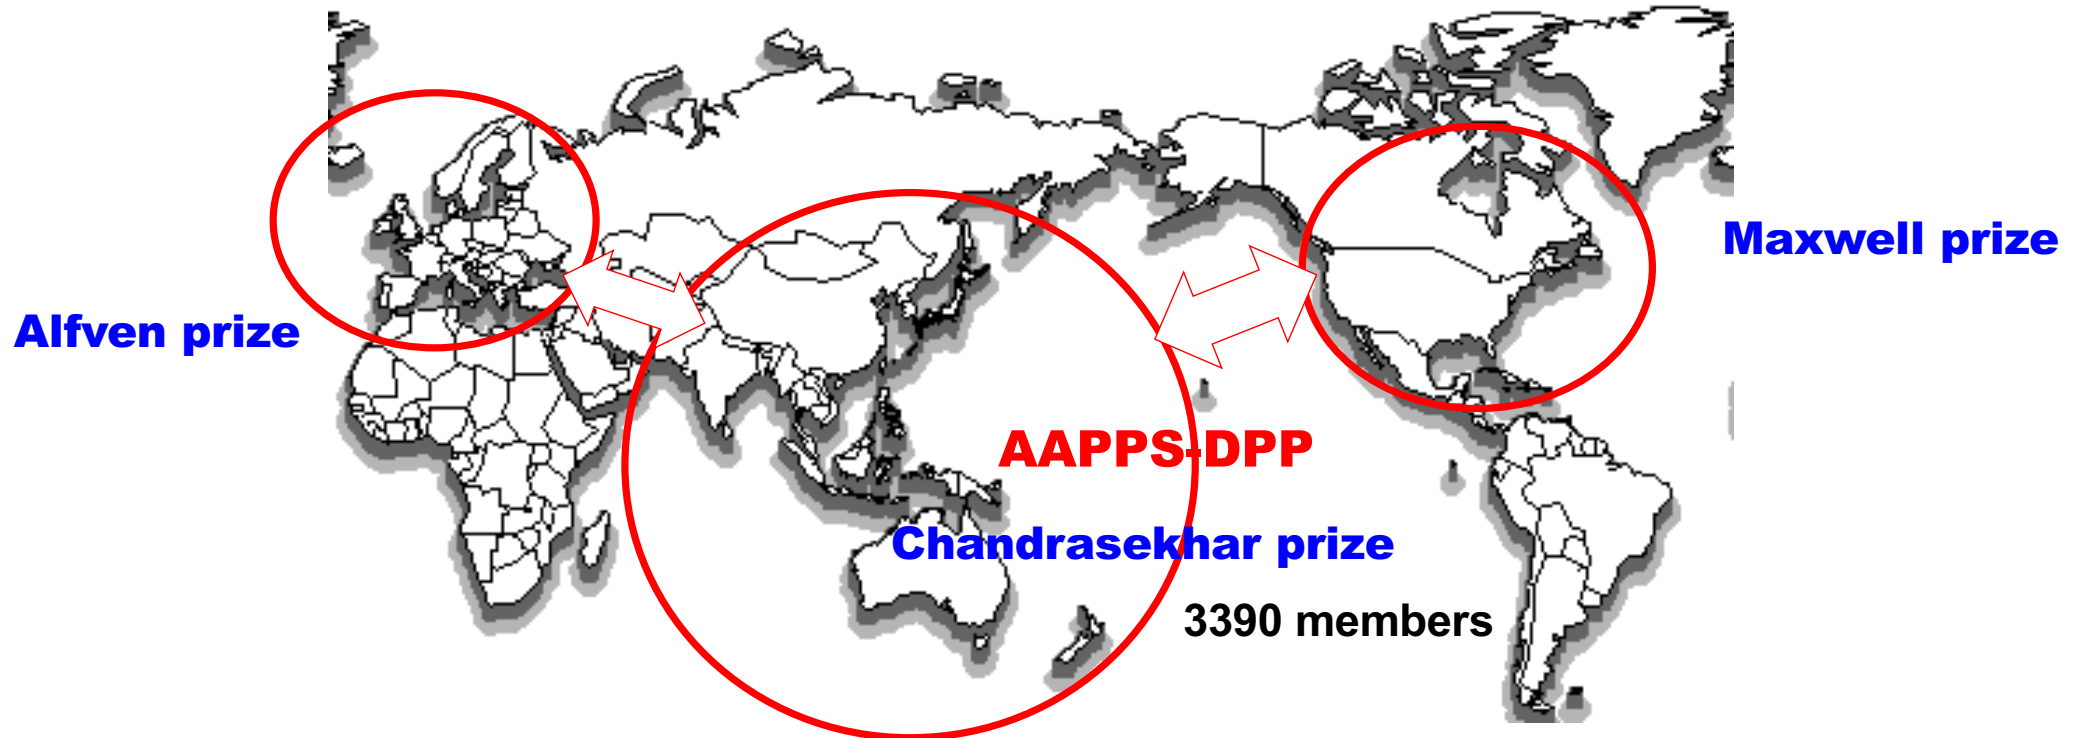 Maxwell prize
Alfven prize
AAPPS-DPP
Chandrasekhar prize
3390 members